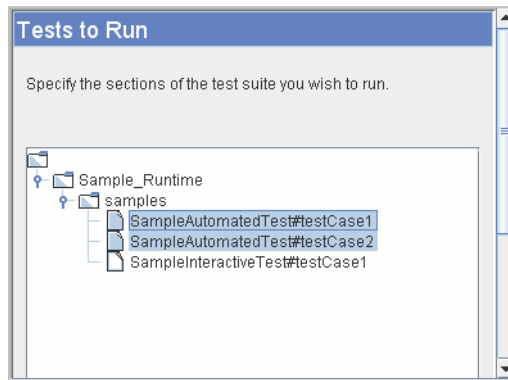 Tests to Run
Specify the sections of the test suite you wish to run.
Sample_Runtime
samples
SampleAutomatedTest#testCase1
SampleAutomatedTest#testCase2
SampleInteractiveTest#testCase1